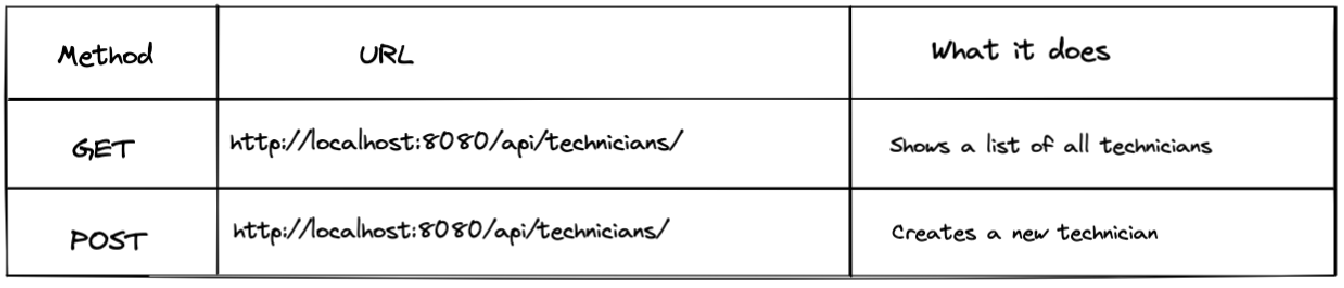 Method URL What it does
GET http://localhost:8080/api/technicians/ Shows a list of all technicians
POST http://localhost:8080/api/technicians/ Creates a new technician